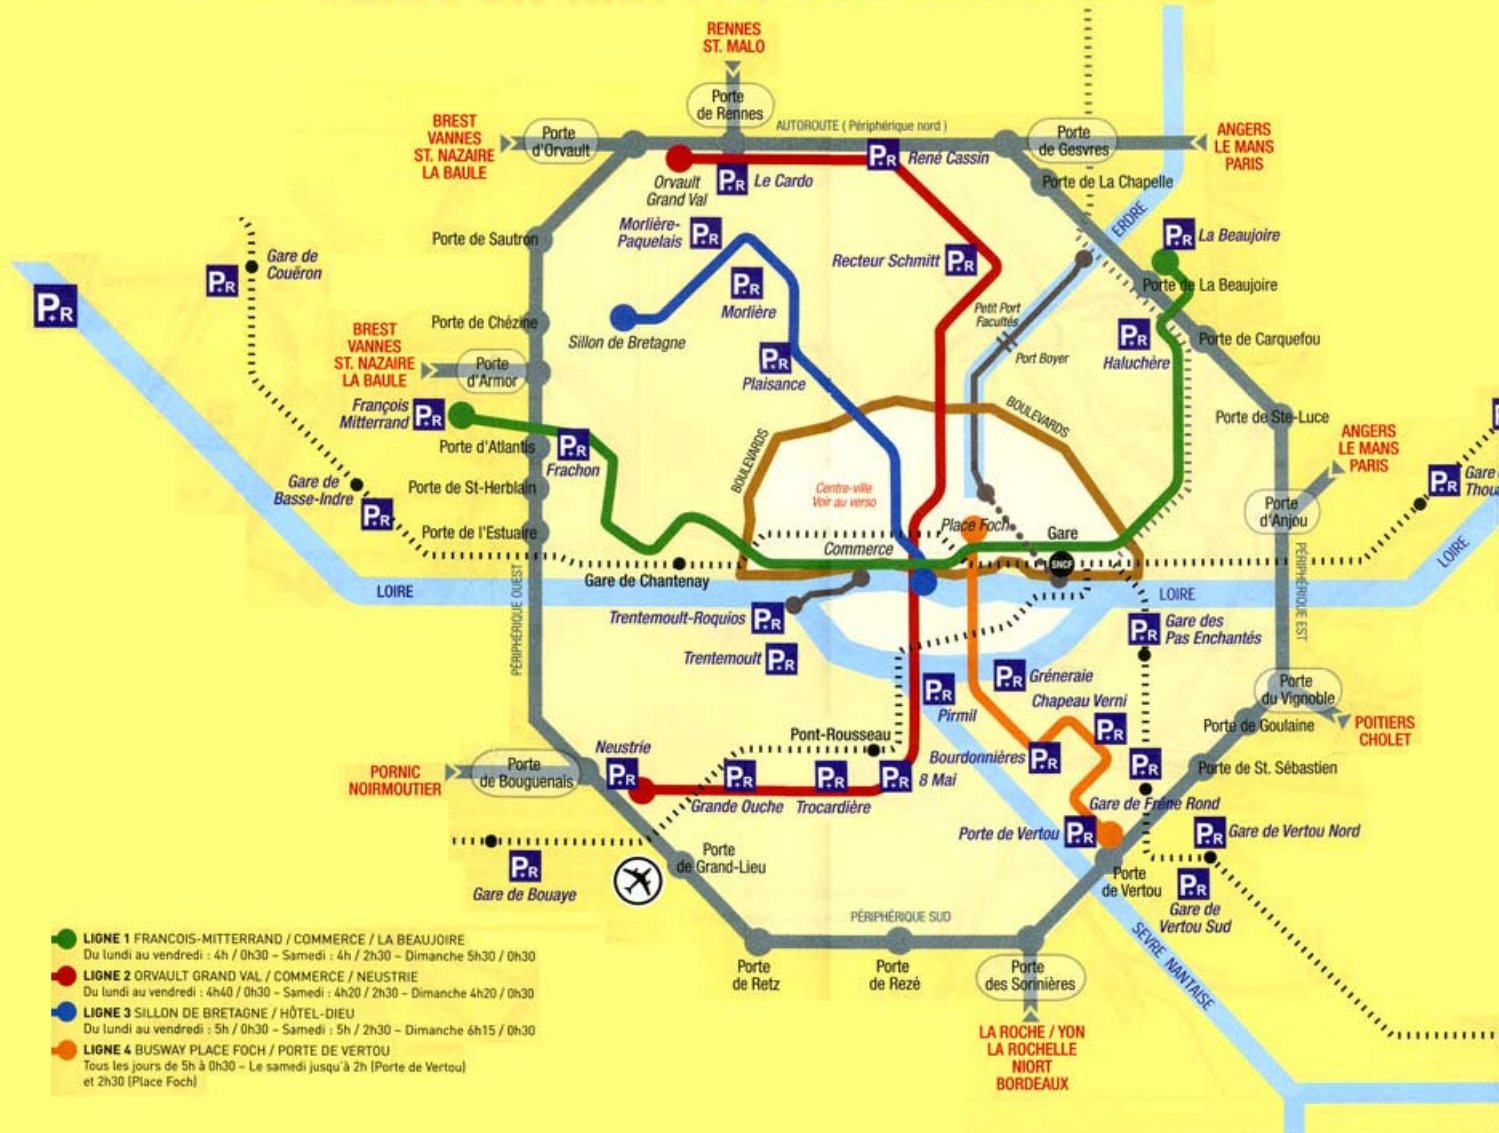 RENNES
ST. MALO
Porte
de Rennes
AUTOROUTE ( Périphérique nord )
BREST
VANNES
ST. NAZAIRE
LA BAULE
Porte
d'Orvault
Porte
de Gesvres
ANGERS
LE MANS
PARIS
Orvault
Grand Val
P+R Le Cardo
P+R René Cassin
Porte de La Chapelle
ERDRE
Morlière-
Paquelais P+R
Porte de Sautron
Recteur Schmitt P+R
P+R La Beaujoire
Gare de
Couëron
P+R
P+R
P+R
Morlière
Porte de La Beaujoire
Petit Port
Facultés
Port Boyer
Porte de Chézine
Sillon de Bretagne
P+R
Haluchère
Porte de Carquefou
BREST
VANNES
ST. NAZAIRE
LA BAULE
Porte
d'Armor
P+R
Plaisance
François
Mitterrand P+R
BOULEVARDS
BOULEVARDS
Porte de Ste-Luce
Porte d'Atlantis
P+R
Frachon
ANGERS
LE MANS
PARIS
Gare de
Basse-Indre
P+R
Porte de St-Herblain
Centre-ville
Voir au verso
P+R Gare
Thou
Porte
d'Anjou
Porte de l'Estuaire
Place Foch
Gare
Commerce
SNCF
LOIRE
PÉRIPHÉRIQUE OUEST
PÉRIPHÉRIQUE EST
Gare de Chantenay
LOIRE
LOIRE
Trentemoult-Roquios P+R
P+R Gare des
Pas Enchantés
Trentemoult P+R
P+R Gréneraie
P+R
Pirmil
Chapeau Verni
P+R
Porte
du Vignoble
POITIERS
CHOLET
Porte de Goulaine
Pont-Rousseau
Neustrie
P+R
Bourdonnières P+R
P+R
Porte de St. Sébastien
PORNIC
NOIRMOUTIER
Porte
de Bouguenais
P+R
Grande Ouche
P+R
Trocardière
P+R 8 Mai
Gare de Frêne Rond
Porte de Vertou P+R
P+R Gare de Vertou Nord
P+R
Gare de Bouaye
Porte
de Grand-Lieu
Porte
de Vertou
P+R
Gare de
Vertou Sud
PÉRIPHÉRIQUE SUD
SEVRE NANTAISE
Porte
de Retz
Porte
de Rezé
Porte
des Sorinières
LA ROCHE / YON
LA ROCHELLE
NIORT
BORDEAUX
LIGNE 1 FRANCOIS-MITTERRAND / COMMERCE / LA BEAUJOIRE
Du lundi au vendredi : 4h / 0h30 – Samedi : 4h / 2h30 – Dimanche 5h30 / 0h30
LIGNE 2 ORVAULT GRAND VAL / COMMERCE / NEUSTRIE
Du lundi au vendredi : 4h40 / 0h30 – Samedi : 4h20 / 2h30 – Dimanche 4h20 / 0h30
LIGNE 3 SILLON DE BRETAGNE / HÔTEL-DIEU
Du lundi au vendredi : 5h / 0h30 – Samedi : 5h / 2h30 – Dimanche 6h15 / 0h30
LIGNE 4 BUSWAY PLACE FOCH / PORTE DE VERTOU
Tous les jours de 5h à 0h30 – Le samedi jusqu'à 2h (Porte de Vertou)
et 2h30 (Place Foch)